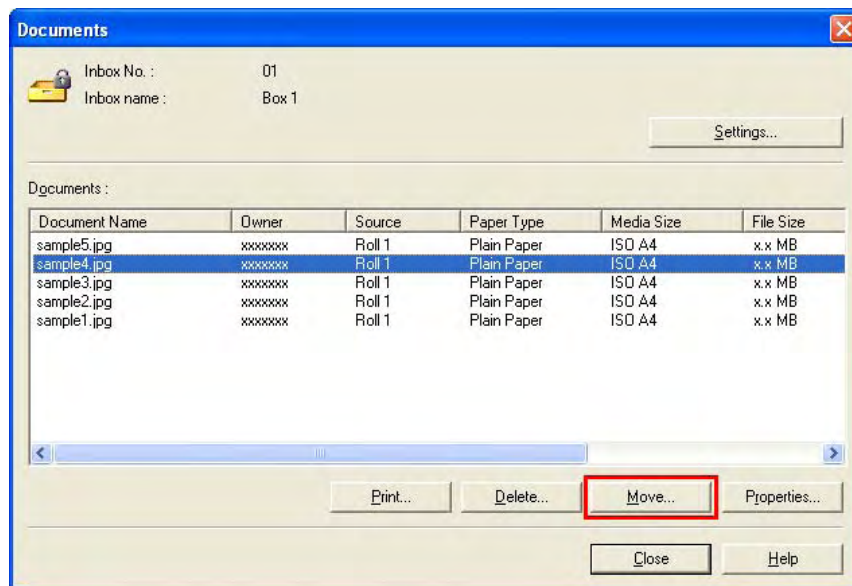 Documents
Inbox No. : 01
Inbox name : Box 1
Settings...
Documents :
Document Name Owner Source Paper Type Media Size File Size
sample5.jpg xxxxxxx Roll 1 Plain Paper ISO A4 x.x MB
sample4.jpg xxxxxxx Roll 1 Plain Paper ISO A4 x.x MB
sample3.jpg xxxxxxx Roll 1 Plain Paper ISO A4 x.x MB
sample2.jpg xxxxxxx Roll 1 Plain Paper ISO A4 x.x MB
sample1.jpg xxxxxxx Roll 1 Plain Paper ISO A4 x.x MB
Print... Delete... Move... Properties...
Close Help